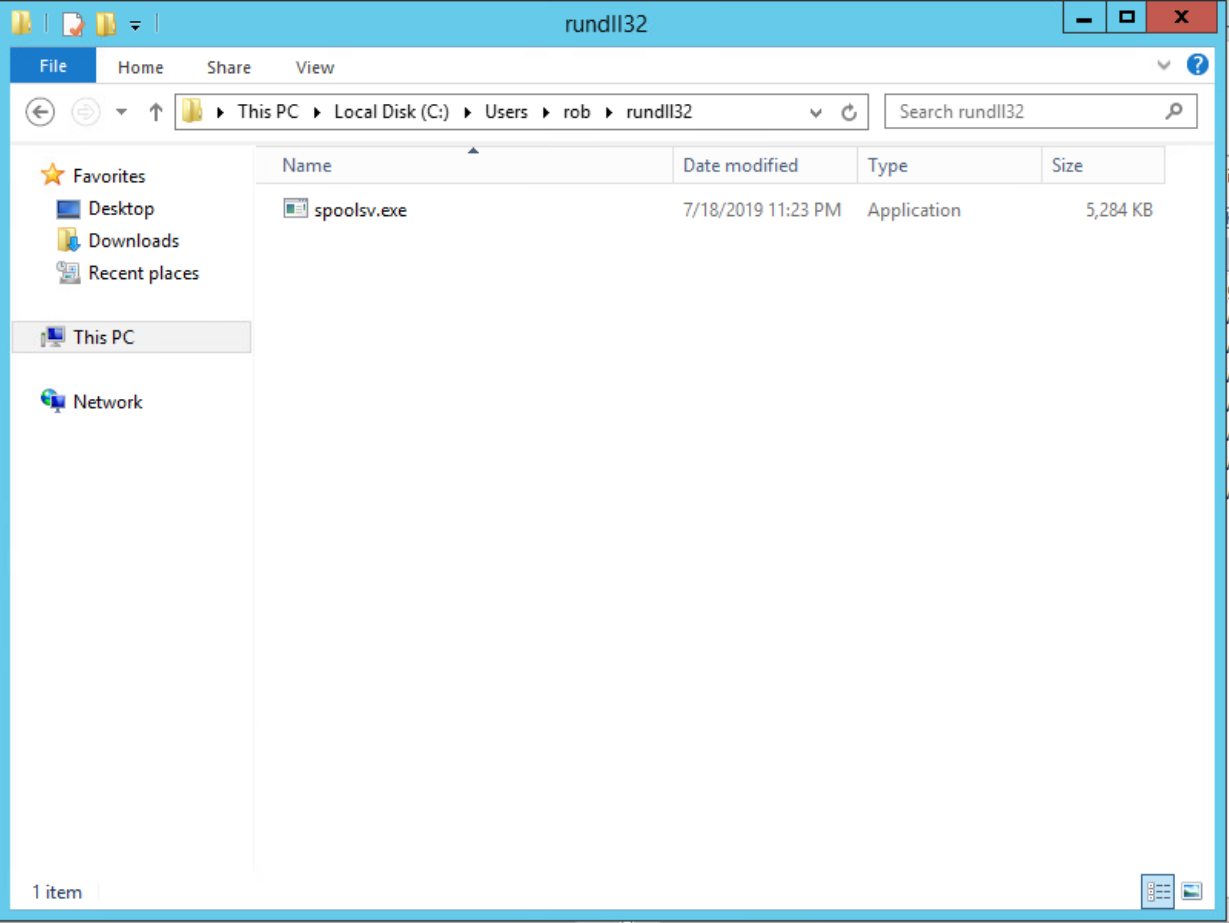 rundll32
File Home Share View
This PC Local Disk (C:) Users rob rundll32 Search rundll32
Name Date modified Type Size
Favorites
spoolsv.exe 7/18/2019 11:23 PM Application 5,284 KB
Desktop
Downloads
Recent places
This PC
Network
1 item